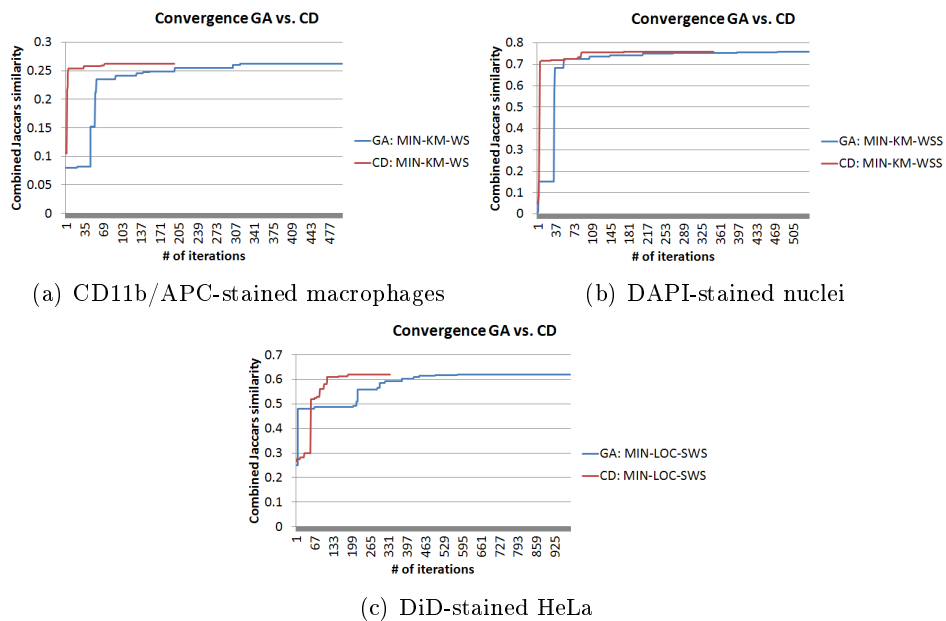 Convergence GA vs. CD
Combined Jaccars similarity
0.3
0.25
0.2
0.15
0.1
0.05
0
1 35 69 103 137 171 205 239 273 307 341 375 409 443 477
# of iterations
GA: MIN-KM-WS
CD: MIN-KM-WS
(a) CD11b/APC-stained macrophages
Convergence GA vs. CD
Combined Jaccars similarity
0.8
0.7
0.6
0.5
0.4
0.3
0.2
0.1
0
1 37 73 109 145 181 217 253 289 325 361 397 433 469 505
# of iterations
GA: MIN-KM-WSS
CD: MIN-KM-WSS
(b) DAPI-stained nuclei
Convergence GA vs. CD
Combined Jaccars similarity
0.7
0.6
0.5
0.4
0.3
0.2
0.1
0
1 67 133 199 265 331 397 463 529 595 661 727 793 859 925
# of iterations
GA: MIN-LOC-SWS
CD: MIN-LOC-SWS
(c) DiD-stained HeLa